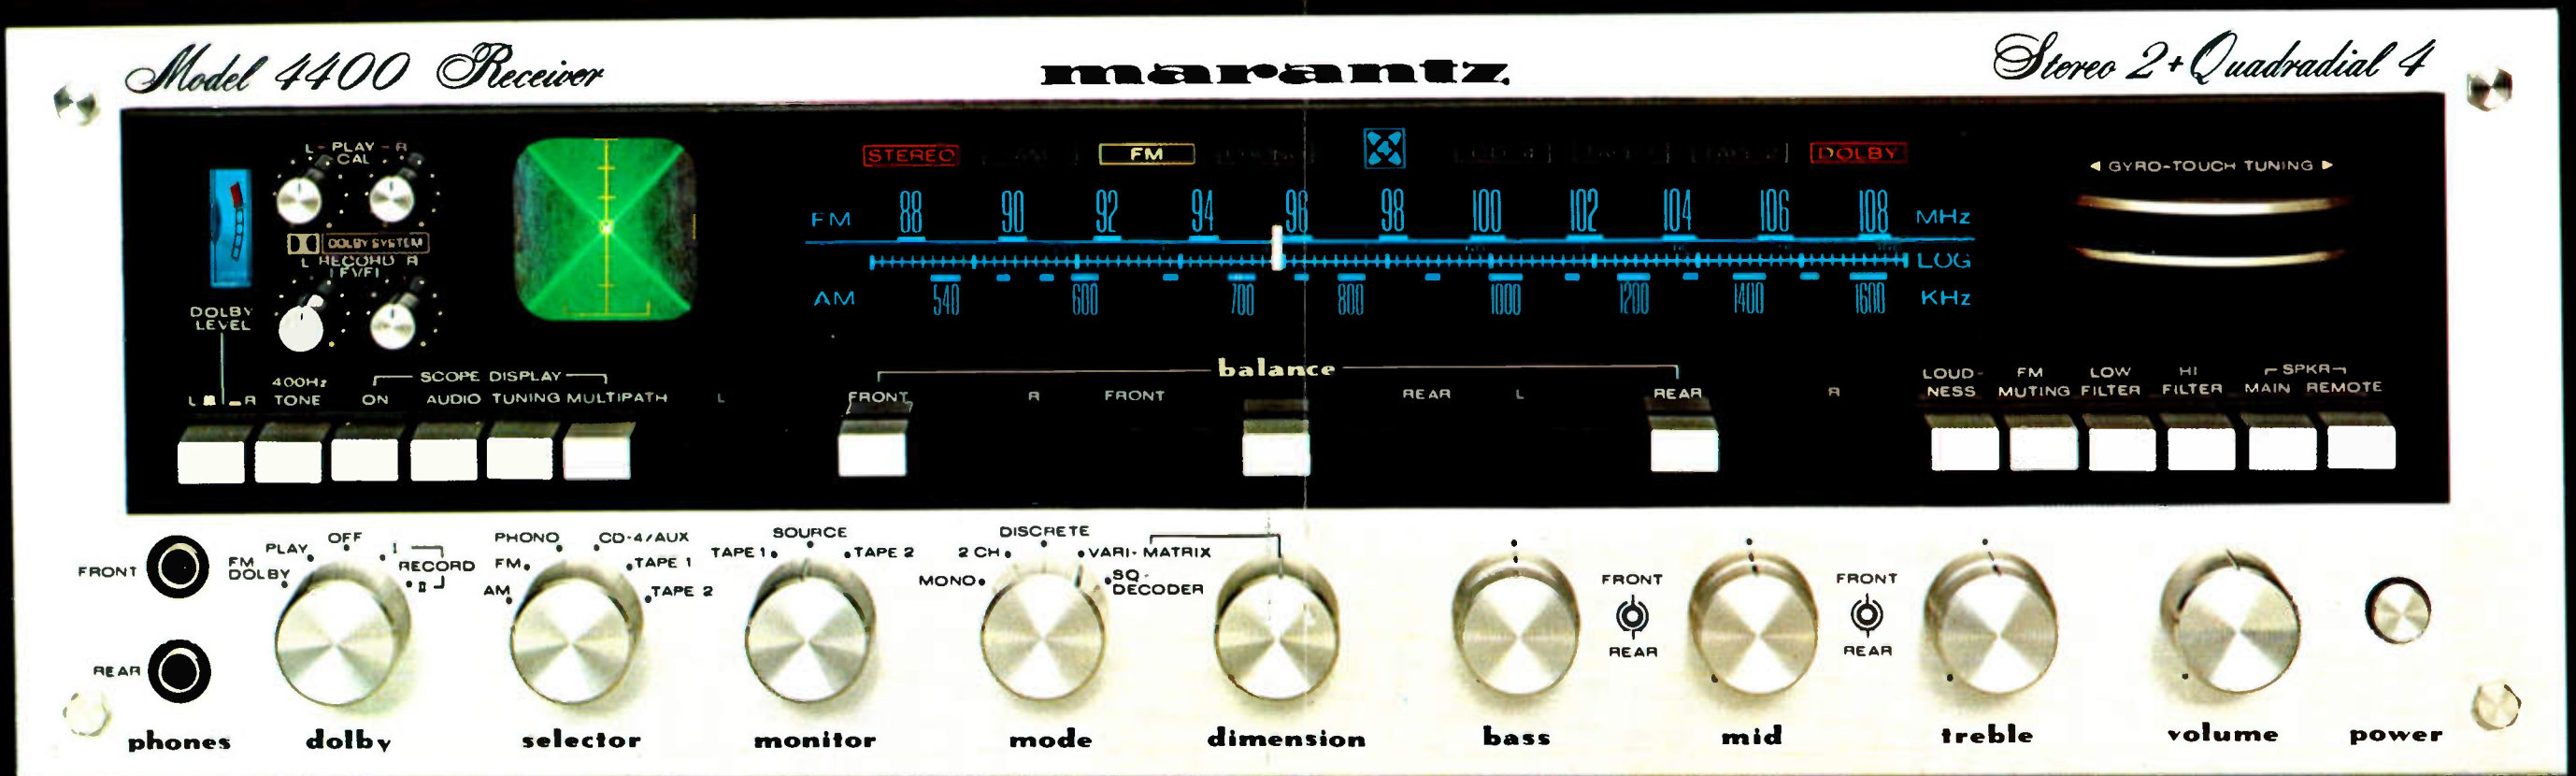 Model 4400 Receiver
marantz
Stereo 2+Quadradial 4
L - PLAY - R
CAL
DOLBY SYSTEM
L RECORD R
DOLBY
LEVEL
STEREO
FM
4
DOLBY
FM 88 90 92 94 96 98 100 102 104 106 108 MHz
LOG
AM 540 600 700 800 1000 1200 1400 1600 KHz
◄ GYRO-TOUCH TUNING ►
L R
400Hz
TONE
SCOPE DISPLAY
ON AUDIO TUNING MULTIPATH
balance
L FRONT R FRONT REAR L REAR R
LOUD-
NESS
FM
MUTING
LOW
FILTER
HI
FILTER
SPKR
MAIN REMOTE
FRONT
REAR
phones
FM
DOLBY
PLAY
OFF
I
RECORD
II
dolby
AM
FM
PHONO
CD-4/AUX
TAPE 1
TAPE 2
selector
TAPE 1
SOURCE
TAPE 2
monitor
MONO
2 CH
DISCRETE
VARI-MATRIX
SQ-
DECODER
mode
dimension
bass
FRONT
REAR
mid
FRONT
REAR
treble
volume
power